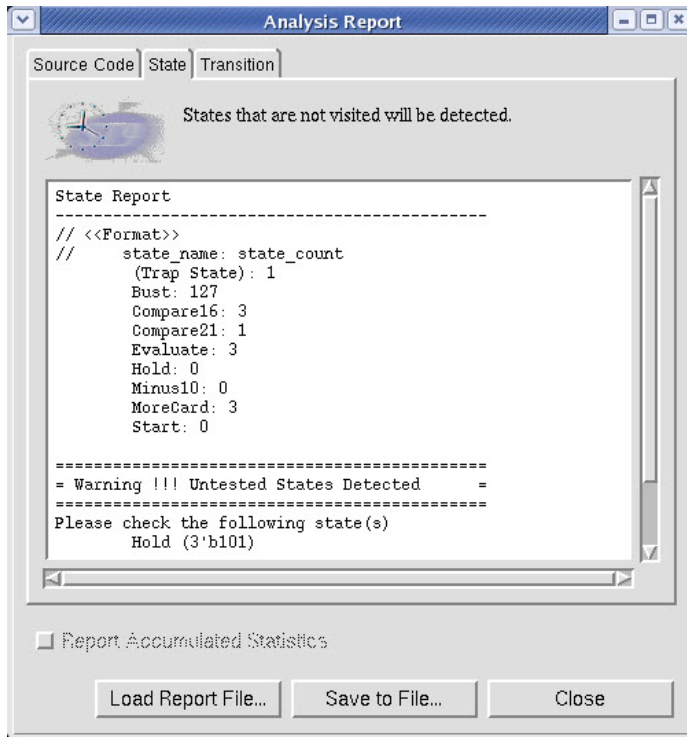 Analysis Report
Source Code State Transition
States that are not visited will be detected.
State Report
---------------------------------------------
// <<Format>>
// state_name: state_count
(Trap State): 1
Bust: 127
Compare16: 3
Compare21: 1
Evaluate: 3
Hold: 0
Minus10: 0
MoreCard: 3
Start: 0
=============================================
= Warning !!! Untested States Detected =
=============================================
Please check the following state(s)
Hold (3'b101)
Report Accumulated Statistics
Load Report File... Save to File... Close